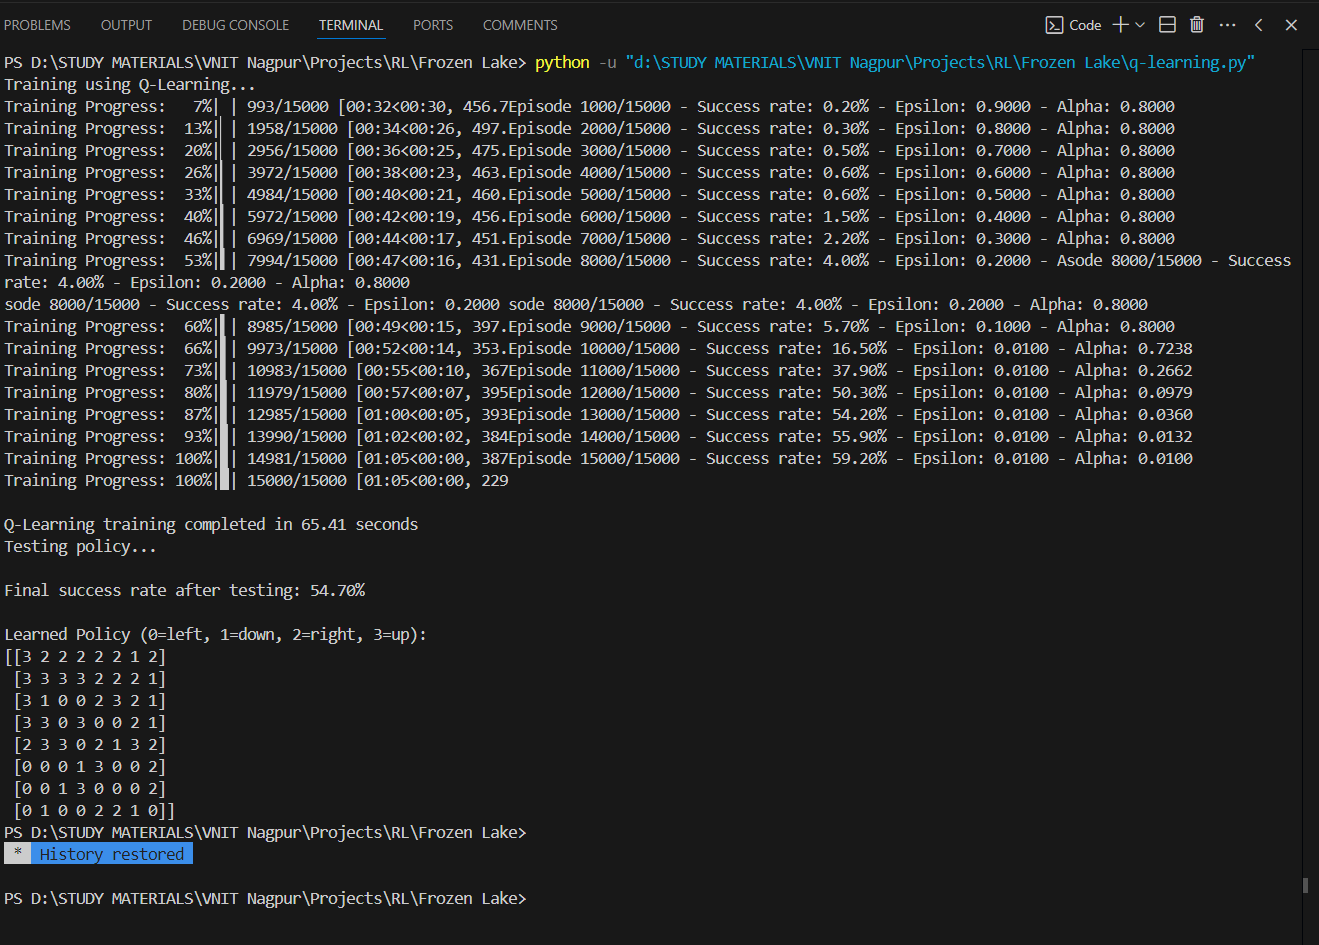 PROBLEMS OUTPUT DEBUG CONSOLE TERMINAL PORTS COMMENTS Code
PS D:\STUDY MATERIALS\VNIT Nagpur\Projects\RL\Frozen Lake> python -u "d:\STUDY MATERIALS\VNIT Nagpur\Projects\RL\Frozen Lake\q-learning.py"
Training using Q-Learning...
Training Progress:   7%| | 993/15000 [00:32<00:30, 456.7Episode 1000/15000 - Success rate: 0.20% - Epsilon: 0.9000 - Alpha: 0.8000
Training Progress:  13%| | 1958/15000 [00:34<00:26, 497.Episode 2000/15000 - Success rate: 0.30% - Epsilon: 0.8000 - Alpha: 0.8000
Training Progress:  20%| | 2956/15000 [00:36<00:25, 475.Episode 3000/15000 - Success rate: 0.50% - Epsilon: 0.7000 - Alpha: 0.8000
Training Progress:  26%| | 3972/15000 [00:38<00:23, 463.Episode 4000/15000 - Success rate: 0.60% - Epsilon: 0.6000 - Alpha: 0.8000
Training Progress:  33%| | 4984/15000 [00:40<00:21, 460.Episode 5000/15000 - Success rate: 0.60% - Epsilon: 0.5000 - Alpha: 0.8000
Training Progress:  40%| | 5972/15000 [00:42<00:19, 456.Episode 6000/15000 - Success rate: 1.50% - Epsilon: 0.4000 - Alpha: 0.8000
Training Progress:  46%| | 6969/15000 [00:44<00:17, 451.Episode 7000/15000 - Success rate: 2.20% - Epsilon: 0.3000 - Alpha: 0.8000
Training Progress:  53%| | 7994/15000 [00:47<00:16, 431.Episode 8000/15000 - Success rate: 4.00% - Epsilon: 0.2000 - Asode 8000/15000 - Success
rate: 4.00% - Epsilon: 0.2000 - Alpha: 0.8000
sode 8000/15000 - Success rate: 4.00% - Epsilon: 0.2000 sode 8000/15000 - Success rate: 4.00% - Epsilon: 0.2000 - Alpha: 0.8000
Training Progress:  60%| | 8985/15000 [00:49<00:15, 397.Episode 9000/15000 - Success rate: 5.70% - Epsilon: 0.1000 - Alpha: 0.8000
Training Progress:  66%| | 9973/15000 [00:52<00:14, 353.Episode 10000/15000 - Success rate: 16.50% - Epsilon: 0.0100 - Alpha: 0.7238
Training Progress:  73%| | 10983/15000 [00:55<00:10, 367Episode 11000/15000 - Success rate: 37.90% - Epsilon: 0.0100 - Alpha: 0.2662
Training Progress:  80%| | 11979/15000 [00:57<00:07, 395Episode 12000/15000 - Success rate: 50.30% - Epsilon: 0.0100 - Alpha: 0.0979
Training Progress:  87%| | 12985/15000 [01:00<00:05, 393Episode 13000/15000 - Success rate: 54.20% - Epsilon: 0.0100 - Alpha: 0.0360
Training Progress:  93%| | 13990/15000 [01:02<00:02, 384Episode 14000/15000 - Success rate: 55.90% - Epsilon: 0.0100 - Alpha: 0.0132
Training Progress: 100%| | 14981/15000 [01:05<00:00, 387Episode 15000/15000 - Success rate: 59.20% - Epsilon: 0.0100 - Alpha: 0.0100
Training Progress: 100%| | 15000/15000 [01:05<00:00, 229
Q-Learning training completed in 65.41 seconds
Testing policy...
Final success rate after testing: 54.70%
Learned Policy (0=left, 1=down, 2=right, 3=up):
[[3 2 2 2 2 2 1 2]
 [3 3 3 3 2 2 2 1]
 [3 1 0 0 2 3 2 1]
 [3 3 0 3 0 0 2 1]
 [2 3 3 0 2 1 3 2]
 [0 0 0 1 3 0 0 2]
 [0 0 1 3 0 0 0 2]
 [0 1 0 0 2 2 1 0]]
PS D:\STUDY MATERIALS\VNIT Nagpur\Projects\RL\Frozen Lake>
* History restored
PS D:\STUDY MATERIALS\VNIT Nagpur\Projects\RL\Frozen Lake>